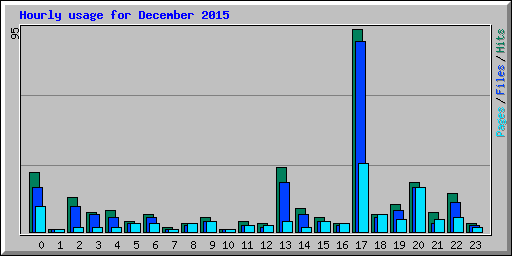 Hourly usage for December 2015
95
Pages/Files/Hits
0 1 2 3 4 5 6 7 8 9 10 11 12 13 14 15 16 17 18 19 20 21 22 23